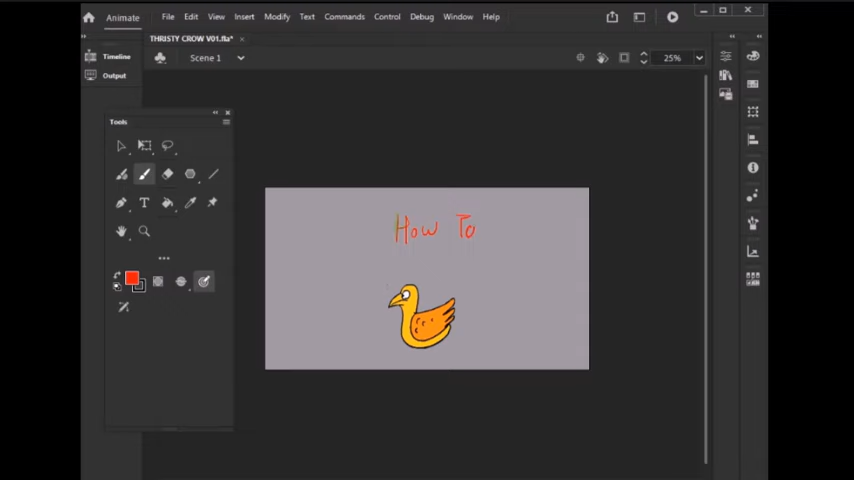 Animate File Edit View Insert Modify Text Commands Control Debug Window Help
THRISTY CROW V01.fla* ×
Timeline
Scene 1
25%
Output
Tools
How To